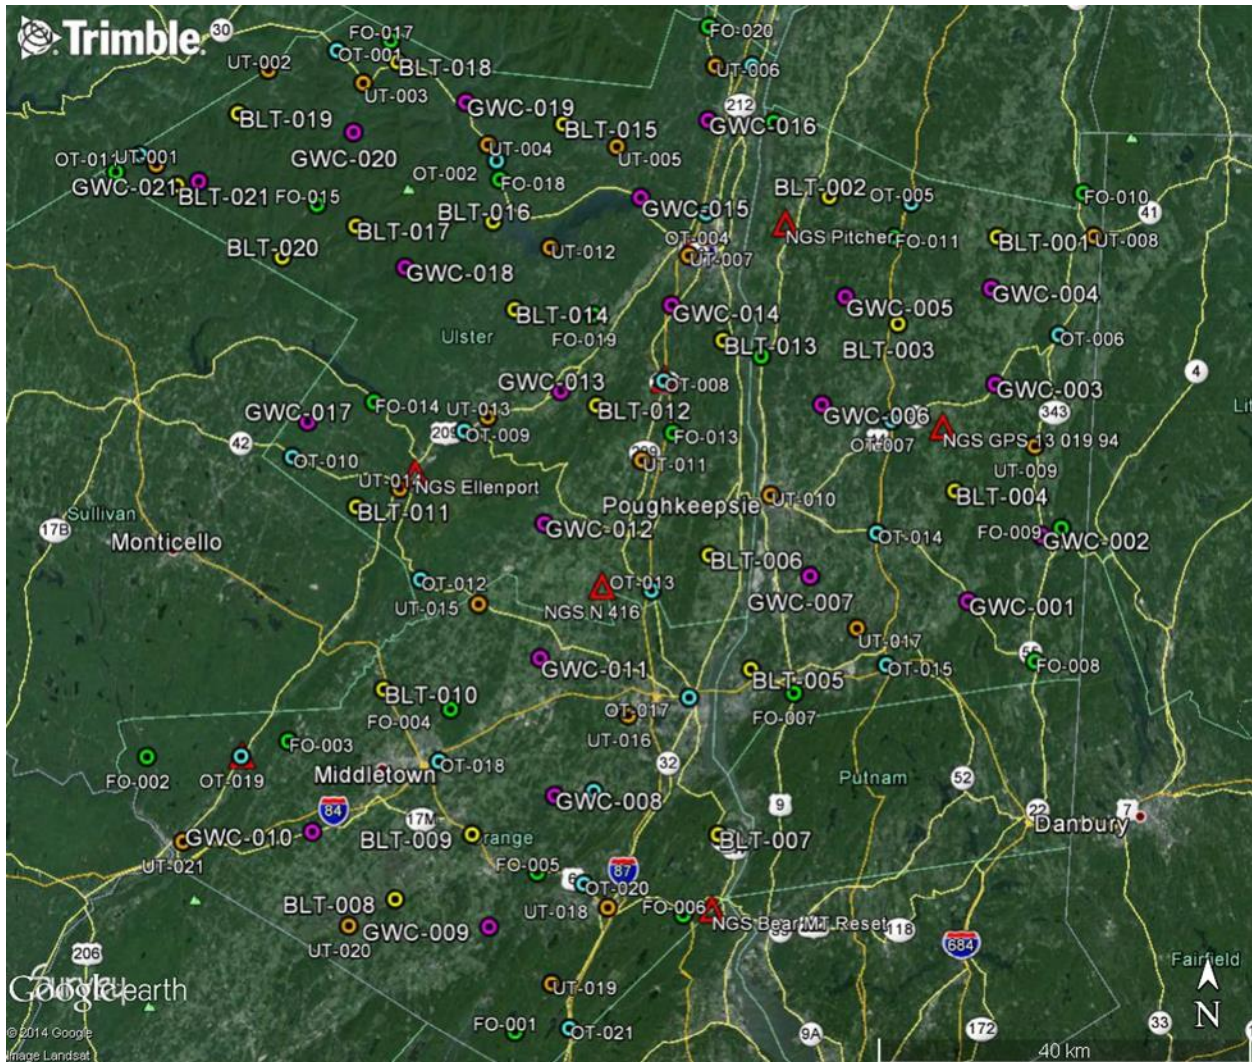 Trimble.
30
FO-017
FO-020
OT-001
UT-002
BLT-018
UT-006
UT-003
GWC-019
212
BLT-019
BLT-015
GWC-016
GWC-020
UT-004
UT-005
UT-001
OT-002
FO-018
GWC-021
BLT-021
FO-015
BLT-002
OT-005
FO-010
41
GWC-015
BLT-016
BLT-017
OT-004
NGS Pitcher
FO-011
BLT-001
UT-008
BLT-020
UT-012
UT-007
GWC-018
GWC-004
GWC-014
GWC-005
BLT-014
Ulster
FO-019
BLT-013
BLT-003
OT-006
4
GWC-013
OT-008
GWC-003
FO-014
UT-013
BLT-012
GWC-017
GWC-006
343
209
OT-009
FO-013
OT-007
NGS GPS 13 019 94
42
OT-010
UT-011
UT-009
NGS Ellenport
BLT-004
Sullivan
BLT-011
Poughkeepsie
UT-010
17B
Monticello
GWC-012
OT-014
FO-009
GWC-002
BLT-006
OT-012
OT-013
UT-015
NGS N 416
GWC-007
GWC-001
UT-017
GWC-011
OT-015
FO-008
BLT-010
BLT-005
FO-004
OT-017
FO-007
UT-016
FO-003
FO-002
OT-019
Middletown
OT-018
32
Putnam
52
GWC-008
84
17M
9
22
7
GWC-010
BLT-009
Orange
BLT-007
Danbury
UT-021
FO-005
87
6
OT-020
BLT-008
UT-018
FO-006
NGS Bear MT Reset
GWC-009
118
UT-020
684
206
Fairfield
Google earth
UT-019
N
© 2014 Google
FO-001
OT-021
9A
172
33
Image Landsat
40 km